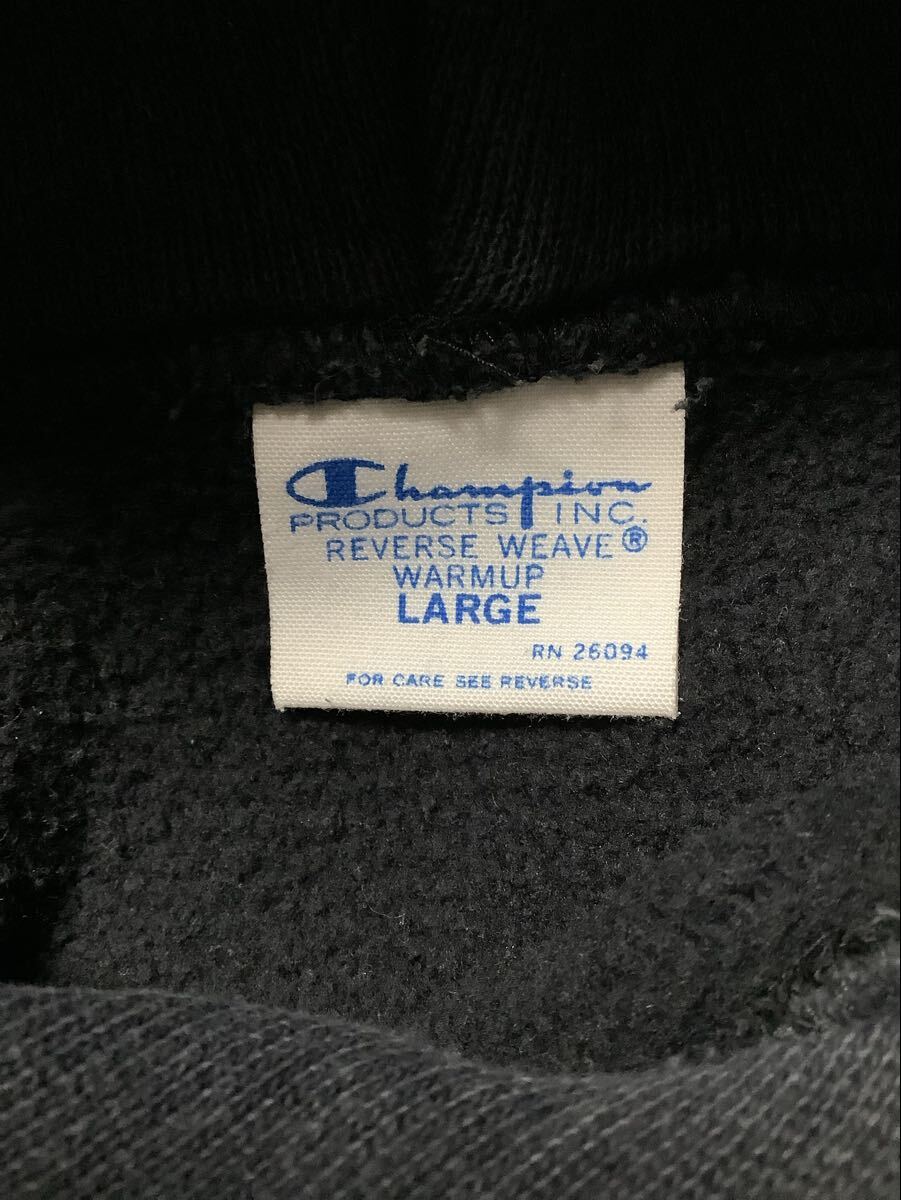 Champion
PRODUCTS INC.
REVERSE WEAVE®
WARMUP
LARGE
RN 26094
FOR CARE SEE REVERSE